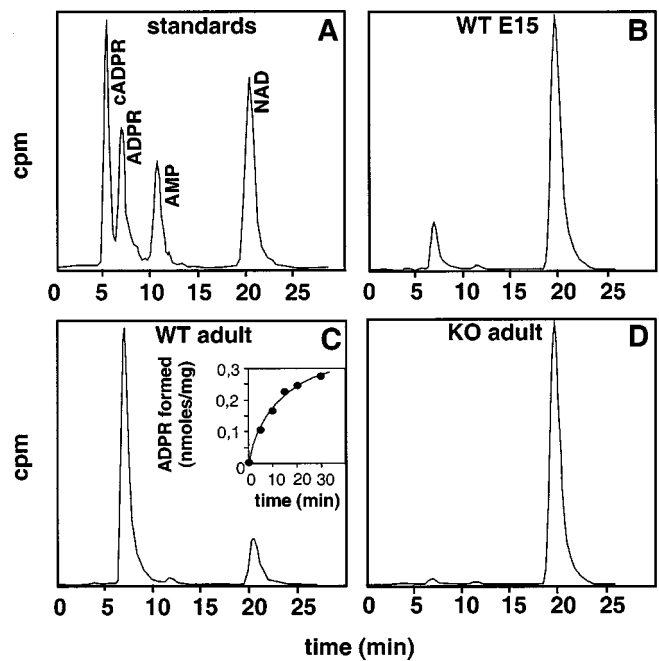 standards A
cADPR
ADPR
AMP
NAD
cpm
0 5 10 15 20 25
WT E15 B
0 5 10 15 20 25
WT adult C
ADPR formed
(nmoles/mg)
0,3
0,2
0,1
0
0 10 20 30
time (min)
cpm
0 5 10 15 20 25
KO adult D
0 5 10 15 20 25
time (min)